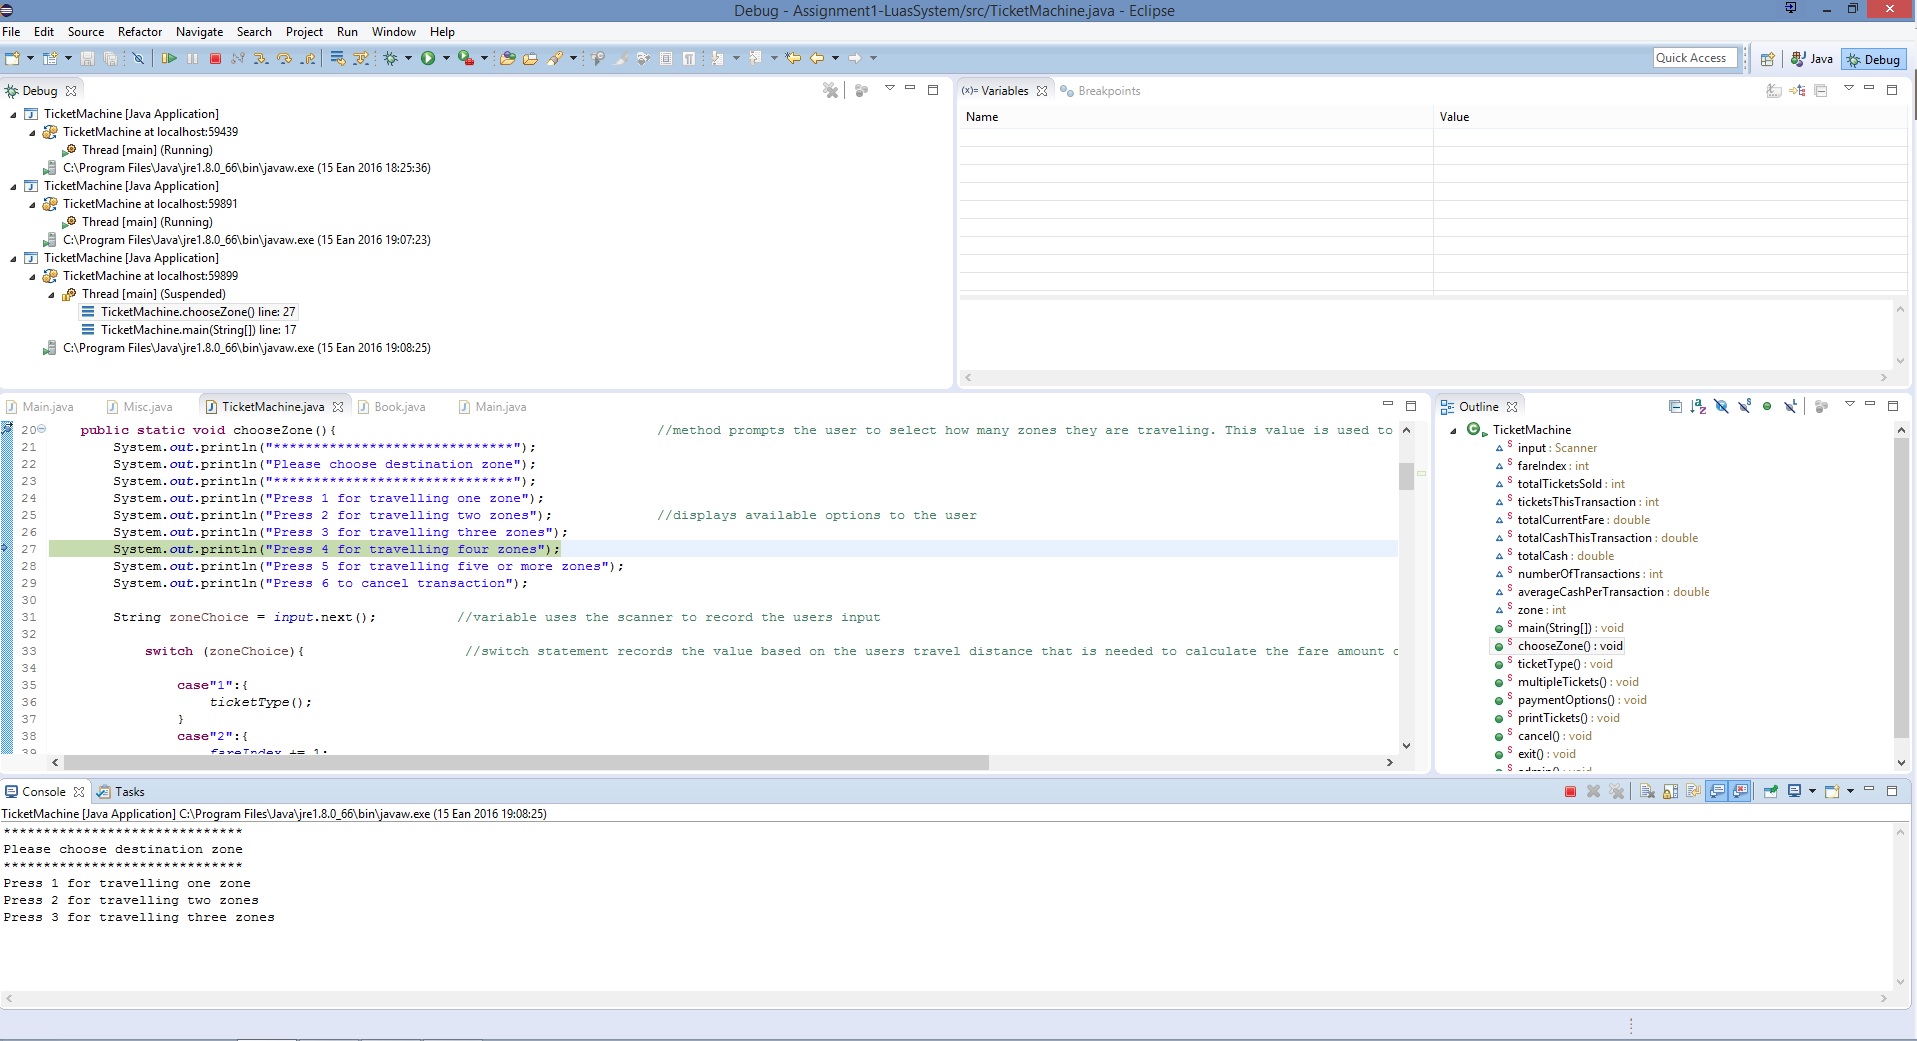 Debug - Assignment1-LuasSystem/src/TicketMachine.java - Eclipse
File Edit Source Refactor Navigate Search Project Run Window Help
Quick Access
Java
Debug
Debug
TicketMachine [Java Application]
TicketMachine at localhost:59439
Thread [main] (Running)
C:\Program Files\Java\jre1.8.0_66\bin\javaw.exe (15 Ean 2016 18:25:36)
TicketMachine [Java Application]
TicketMachine at localhost:59891
Thread [main] (Running)
C:\Program Files\Java\jre1.8.0_66\bin\javaw.exe (15 Ean 2016 19:07:23)
TicketMachine [Java Application]
TicketMachine at localhost:59899
Thread [main] (Suspended)
TicketMachine.chooseZone() line: 27
TicketMachine.main(String[]) line: 17
C:\Program Files\Java\jre1.8.0_66\bin\javaw.exe (15 Ean 2016 19:08:25)
(x)= Variables
Breakpoints
Name Value
Main.java Misc.java TicketMachine.java Book.java Main.java
20 public static void chooseZone(){ //method prompts the user to select how many zones they are traveling. This value is used to
21 System.out.println("******************************");
22 System.out.println("Please choose destination zone");
23 System.out.println("******************************");
24 System.out.println("Press 1 for travelling one zone");
25 System.out.println("Press 2 for travelling two zones"); //displays available options to the user
26 System.out.println("Press 3 for travelling three zones");
27 System.out.println("Press 4 for travelling four zones");
28 System.out.println("Press 5 for travelling five or more zones");
29 System.out.println("Press 6 to cancel transaction");
30
31 String zoneChoice = input.next(); //variable uses the scanner to record the users input
32
33 switch (zoneChoice){ //switch statement records the value based on the users travel distance that is needed to calculate the fare amount
34
35 case"1":{
36 ticketType();
37 }
38 case"2":{
39 fareIndex += 1;
Outline
TicketMachine
input : Scanner
fareIndex : int
totalTicketsSold : int
ticketsThisTransaction : int
totalCurrentFare : double
totalCashThisTransaction : double
totalCash : double
numberOfTransactions : int
averageCashPerTransaction : double
zone : int
main(String[]) : void
chooseZone() : void
ticketType() : void
multipleTickets() : void
paymentOptions() : void
printTickets() : void
cancel() : void
exit() : void
admin() : void
Console
Tasks
TicketMachine [Java Application] C:\Program Files\Java\jre1.8.0_66\bin\javaw.exe (15 Ean 2016 19:08:25)
******************************
Please choose destination zone
******************************
Press 1 for travelling one zone
Press 2 for travelling two zones
Press 3 for travelling three zones